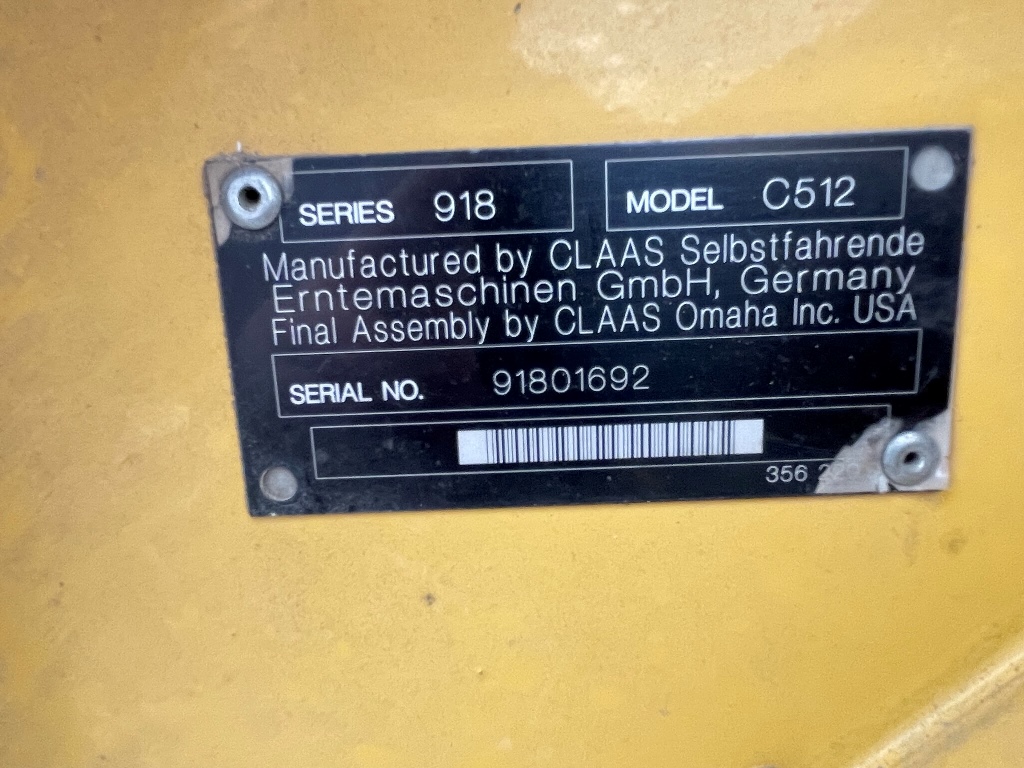 SERIES 918 MODEL C512
Manufactured by CLAAS Selbstfahrende
Erntemaschinen GmbH, Germany
Final Assembly by CLAAS Omaha Inc. USA
SERIAL NO. 91801692
356